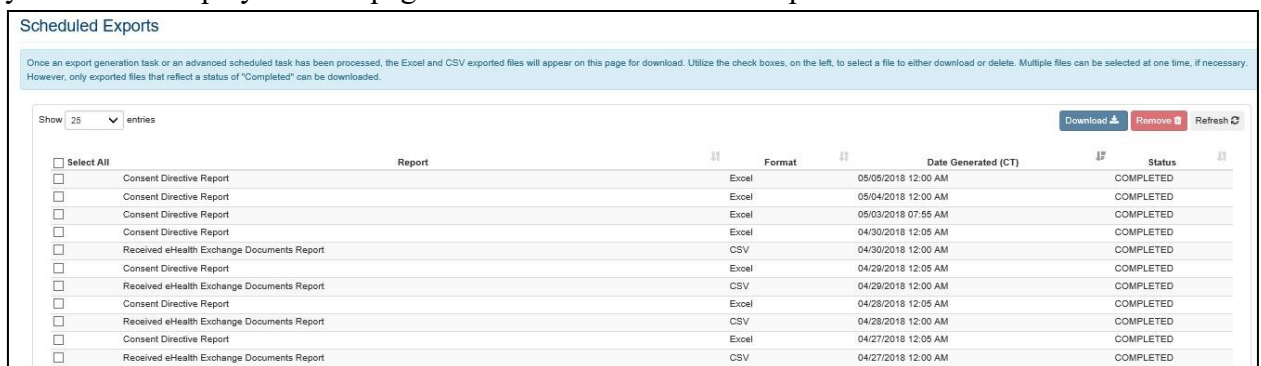 Scheduled Exports
Once an export generation task or an advanced scheduled task has been processed, the Excel and CSV exported files will appear on this page for download. Utilize the check boxes, on the left, to select a file to either download or delete. Multiple files can be selected at one time, if necessary.
However, only exported files that reflect a status of "Completed" can be downloaded.
Show 25 entries Download Remove Refresh
Select All Report Format Date Generated (CT) Status
Consent Directive Report Excel 05/05/2018 12:00 AM COMPLETED
Consent Directive Report Excel 05/04/2018 12:00 AM COMPLETED
Consent Directive Report Excel 05/03/2018 07:55 AM COMPLETED
Consent Directive Report Excel 04/30/2018 12:05 AM COMPLETED
Received eHealth Exchange Documents Report CSV 04/30/2018 12:00 AM COMPLETED
Consent Directive Report Excel 04/29/2018 12:05 AM COMPLETED
Received eHealth Exchange Documents Report CSV 04/29/2018 12:00 AM COMPLETED
Consent Directive Report Excel 04/28/2018 12:05 AM COMPLETED
Received eHealth Exchange Documents Report CSV 04/28/2018 12:00 AM COMPLETED
Consent Directive Report Excel 04/27/2018 12:05 AM COMPLETED
Received eHealth Exchange Documents Report CSV 04/27/2018 12:00 AM COMPLETED